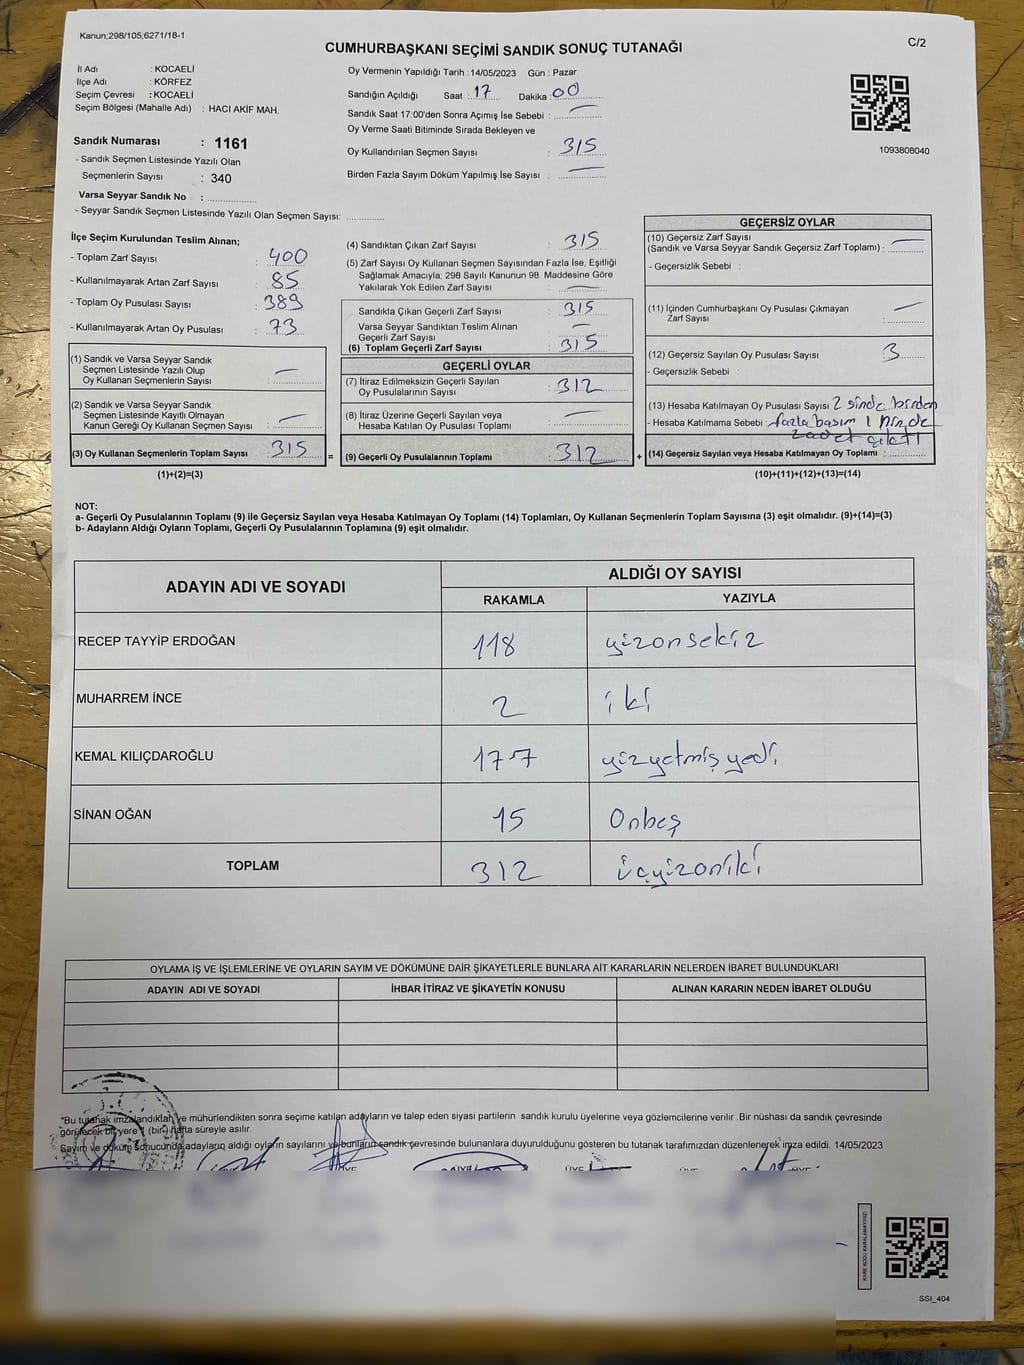 Kanun;298/105;6271/18-1
C/2
CUMHURBAŞKANI SEÇİMİ SANDIK SONUÇ TUTANAĞI
İl Adı : KOCAELİ
İlçe Adı : KÖRFEZ
Seçim Çevresi : KOCAELİ
Seçim Bölgesi (Mahalle Adı) : HACI AKİF MAH.
Sandık Numarası : 1161
- Sandık Seçmen Listesinde Yazılı Olan
Seçmenlerin Sayısı : 340
Varsa Seyyar Sandık No :
- Seyyar Sandık Seçmen Listesinde Yazılı Olan Seçmen Sayısı:
Oy Vermenin Yapıldığı Tarih : 14/05/2023 Gün : Pazar
Sandığın Açıldığı Saat : 17 Dakika : 00
Sandık Saat 17:00'den Sonra Açımış İse Sebebi : —
Oy Verme Saati Bitiminde Sırada Bekleyen ve
Oy Kullandırılan Seçmen Sayısı : 315
Birden Fazla Sayım Döküm Yapılmış İse Sayısı : —
1093808040
İlçe Seçim Kurulundan Teslim Alınan;
- Toplam Zarf Sayısı : 400
- Kullanılmayarak Artan Zarf Sayısı : 85
- Toplam Oy Pusulası Sayısı : 389
- Kullanılmayarak Artan Oy Pusulası : 73
(1) Sandık ve Varsa Seyyar Sandık
Seçmen Listesinde Yazılı Olup
Oy Kullanan Seçmenlerin Sayısı : —
(2) Sandık ve Varsa Seyyar Sandık
Seçmen Listesinde Kayıtlı Olmayan
Kanun Gereği Oy Kullanan Seçmen Sayısı : —
(3) Oy Kullanan Seçmenlerin Toplam Sayısı : 315 =
(1)+(2)=(3)
(4) Sandıktan Çıkan Zarf Sayısı : 315
(5) Zarf Sayısı Oy Kullanan Seçmen Sayısından Fazla İse, Eşitliği
Sağlamak Amacıyla; 298 Sayılı Kanunun 98. Maddesine Göre
Yakılarak Yok Edilen Zarf Sayısı : —
Sandıkta Çıkan Geçerli Zarf Sayısı : 315
Varsa Seyyar Sandıktan Teslim Alınan
Geçerli Zarf Sayısı : —
(6) Toplam Geçerli Zarf Sayısı : 315
GEÇERLİ OYLAR
(7) İtiraz Edilmeksizin Geçerli Sayılan
Oy Pusulalarının Sayısı : 312
(8) İtiraz Üzerine Geçerli Sayılan veya
Hesaba Katılan Oy Pusulası Toplamı : —
(9) Geçerli Oy Pusulalarının Toplamı : 312 +
GEÇERSİZ OYLAR
(10) Geçersiz Zarf Sayısı
(Sandık ve Varsa Seyyar Sandık Geçersiz Zarf Toplamı) : —
- Geçersizlik Sebebi :
(11) İçinden Cumhurbaşkanı Oy Pusulası Çıkmayan
Zarf Sayısı : —
(12) Geçersiz Sayılan Oy Pusulası Sayısı : 3
- Geçersizlik Sebebi :
(13) Hesaba Katılmayan Oy Pusulası Sayısı 2 sinde birden
- Hesaba Katılmama Sebebi : fazla basım 1 ninde
çıktı
(14) Geçersiz Sayılan veya Hesaba Katılmayan Oy Toplamı :
(10)+(11)+(12)+(13)=(14)
NOT:
a- Geçerli Oy Pusulalarının Toplamı (9) ile Geçersiz Sayılan veya Hesaba Katılmayan Oy Toplamı (14) Toplamları, Oy Kullanan Seçmenlerin Toplam Sayısına (3) eşit olmalıdır. (9)+(14)=(3)
b- Adayların Aldığı Oyların Toplamı, Geçerli Oy Pusulalarının Toplamına (9) eşit olmalıdır.
ADAYIN ADI VE SOYADI
ALDIĞI OY SAYISI
RAKAMLA YAZIYLA
RECEP TAYYİP ERDOĞAN 118 yüzonsekiz
MUHARREM İNCE 2 iki
KEMAL KILIÇDAROĞLU 177 yüzyetmişyedi
SİNAN OĞAN 15 Onbeş
TOPLAM 312 üçyüzoniki
OYLAMA İŞ VE İŞLEMLERİNE VE OYLARIN SAYIM VE DÖKÜMÜNE DAİR ŞİKAYETLERLE BUNLARA AİT KARARLARIN NELERDEN İBARET BULUNDUKLARI
ADAYIN ADI VE SOYADI İHBAR İTİRAZ VE ŞİKAYETİN KONUSU ALINAN KARARIN NEDEN İBARET OLDUĞU
*Bu tutanak imzalandıktan ve mühürlendikten sonra seçime katılan adayların ve talep eden siyasi partilerin sandık kurulu üyelerine veya gözlemcilerine verilir .Bir nüshası da sandık çevresinde
görülecek bir yere 1 (bir) hafta süreyle asılır.
Sayım ve döküm sonucunda adayların aldığı oyların sayılarını ve bunların sandık çevresinde bulunanlara duyurulduğunu gösteren bu tutanak tarafımızdan düzenlenerek imza edildi. 14/05/2023
KARE KODU KARALAMAYINIZ!
SSI_404